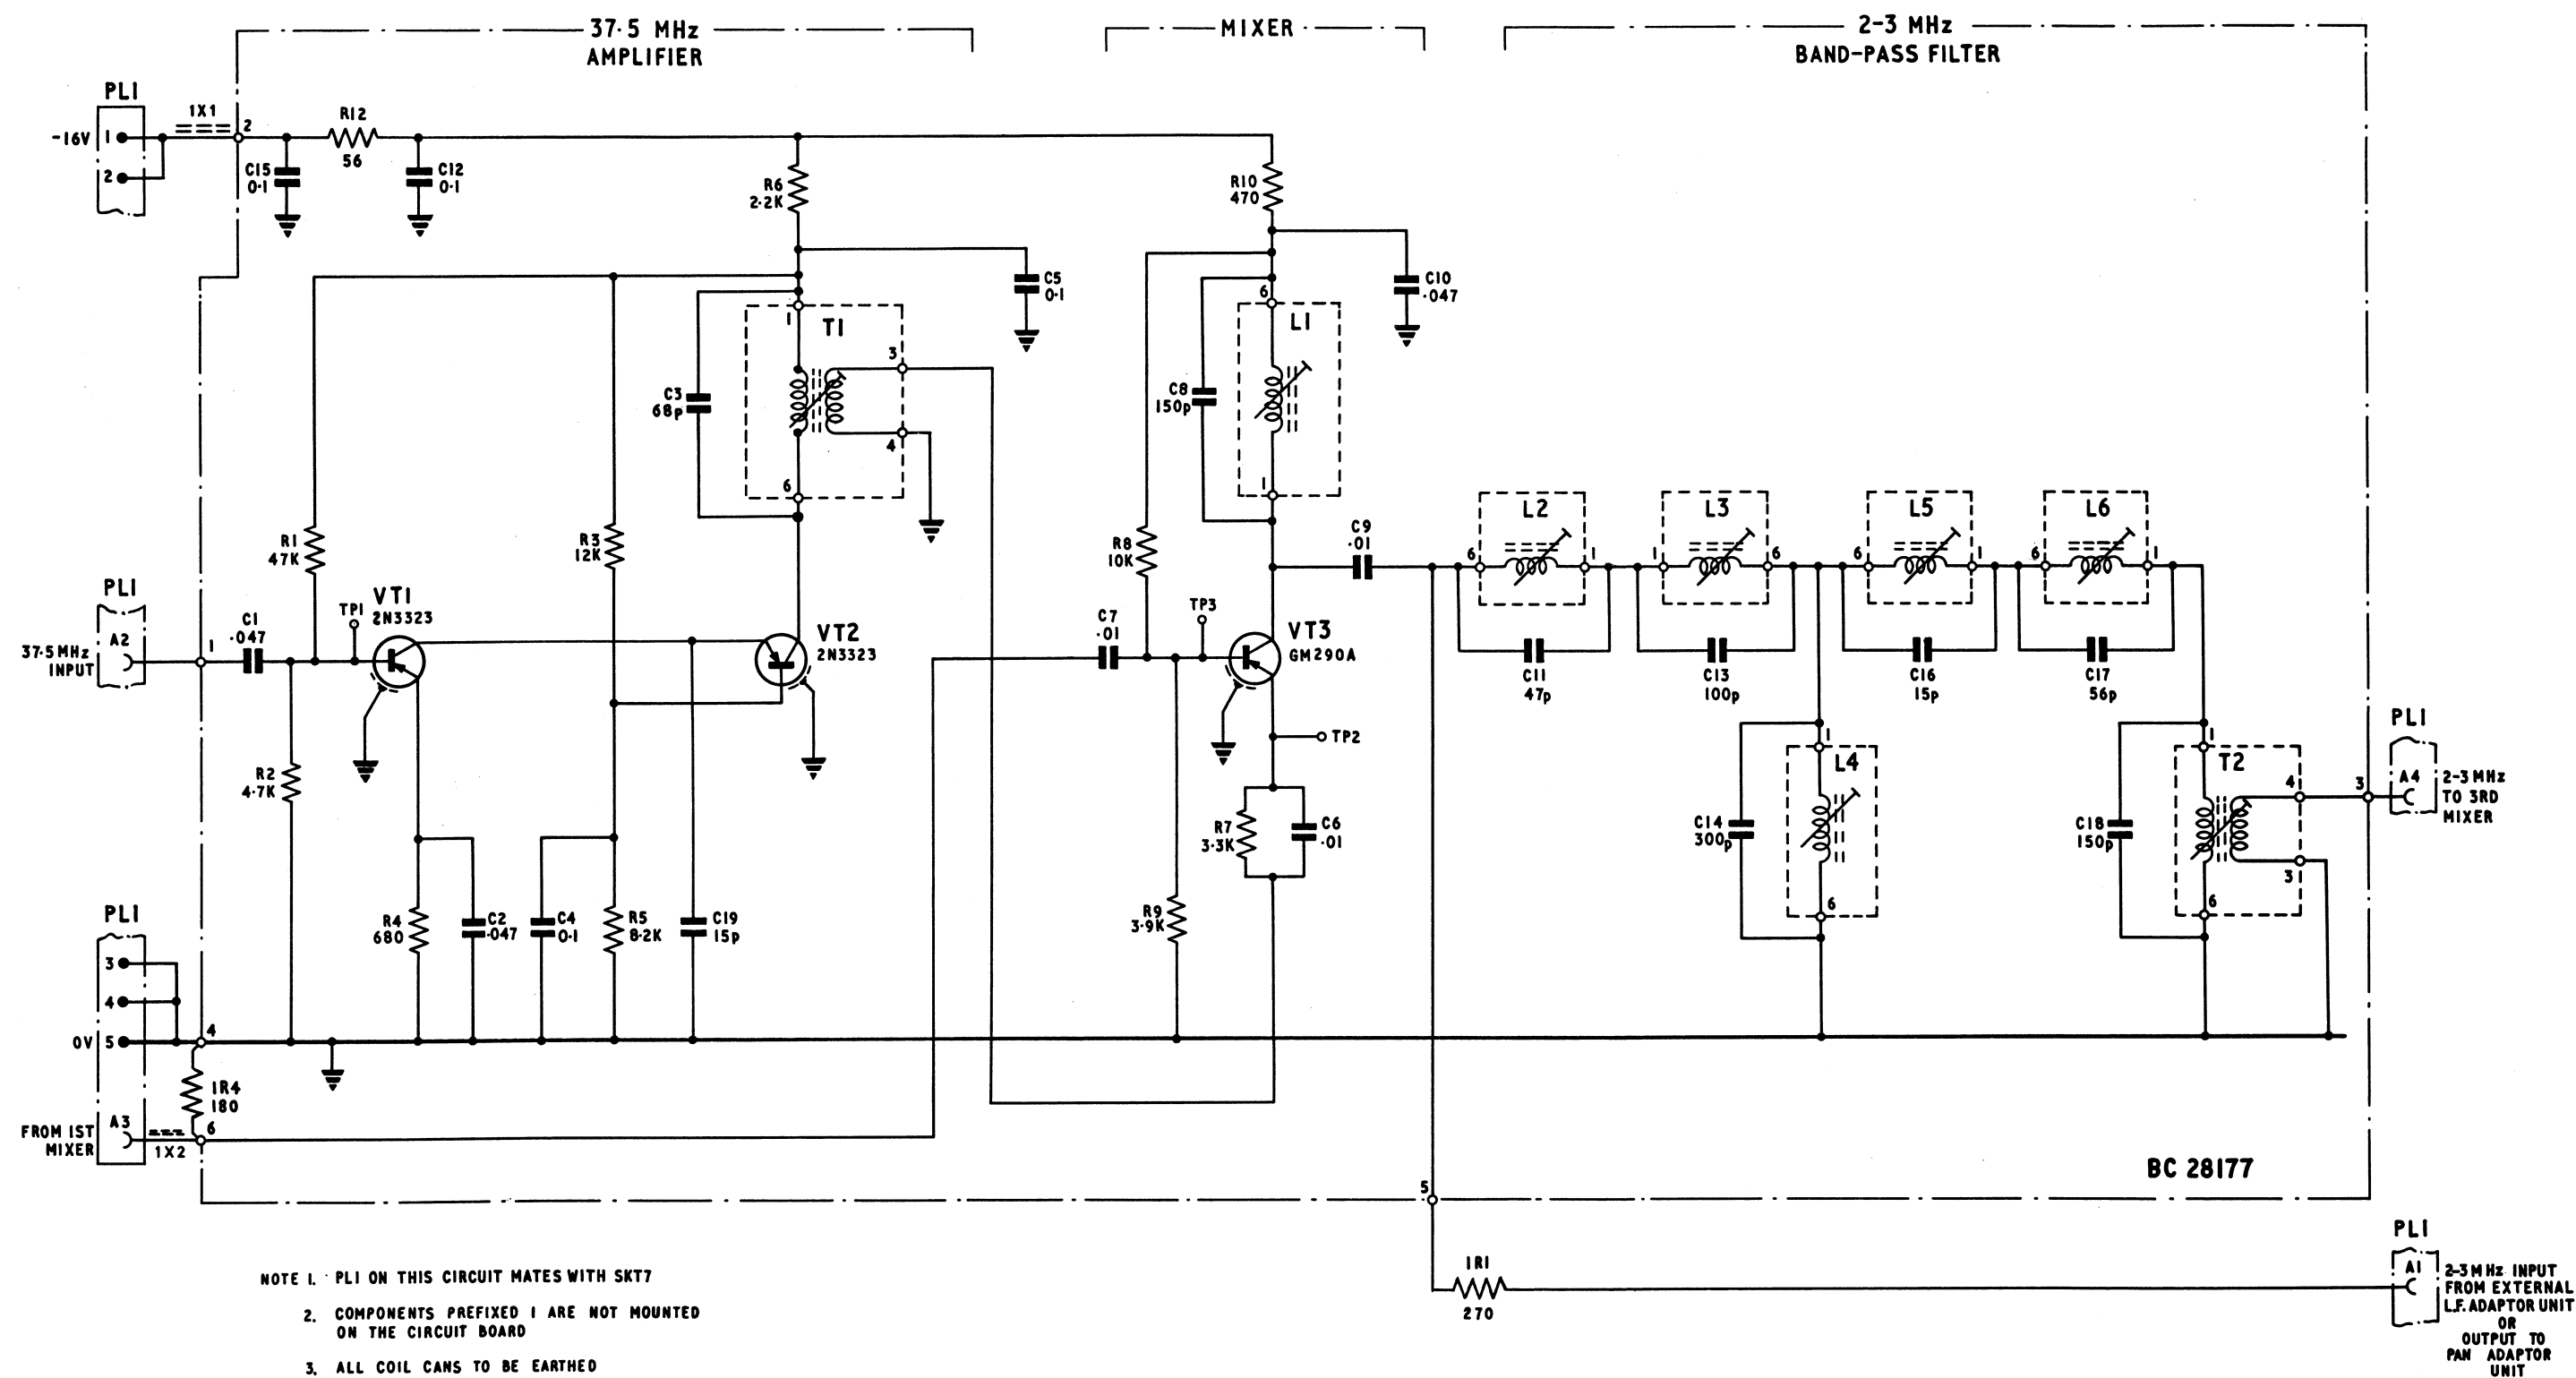 37·5 MHz
AMPLIFIER
MIXER
2-3 MHz
BAND-PASS FILTER
PL1
-16V
1
2
1X1
2
R12
56
C15
0·1
C12
0·1
R6
2·2K
C5
0·1
R10
470
C10
·047
1
T1
3
4
6
C3
68p
6
L1
1
C8
150p
R1
47K
R3
12K
R8
10K
C9
·01
6
L2
1
1
L3
6
6
L5
1
6
L6
1
C11
47p
C13
100p
C16
15p
C17
56p
PL1
A2
37·5MHz
INPUT
1
C1
·047
TP1
VT1
2N3323
VT2
2N3323
C7
·01
TP3
VT3
GM290A
TP2
R2
4·7K
R7
3·3K
C6
·01
C14
300p
1
L4
6
C18
150p
1
T2
4
3
6
3
PL1
A4
2-3MHz
TO 3RD
MIXER
R4
680
C2
·047
C4
0·1
R5
8·2K
C19
15p
R9
3·9K
PL1
3
4
0V 5
4
1R4
180
FROM 1ST
MIXER
A3
1X2
6
BC 28177
5
1R1
270
PL1
A1
2-3MHz INPUT
FROM EXTERNAL
L.F. ADAPTOR UNIT
OR
OUTPUT TO
PAN ADAPTOR
UNIT
NOTE 1. PL1 ON THIS CIRCUIT MATES WITH SKT7
2. COMPONENTS PREFIXED 1 ARE NOT MOUNTED
ON THE CIRCUIT BOARD
3. ALL COIL CANS TO BE EARTHED